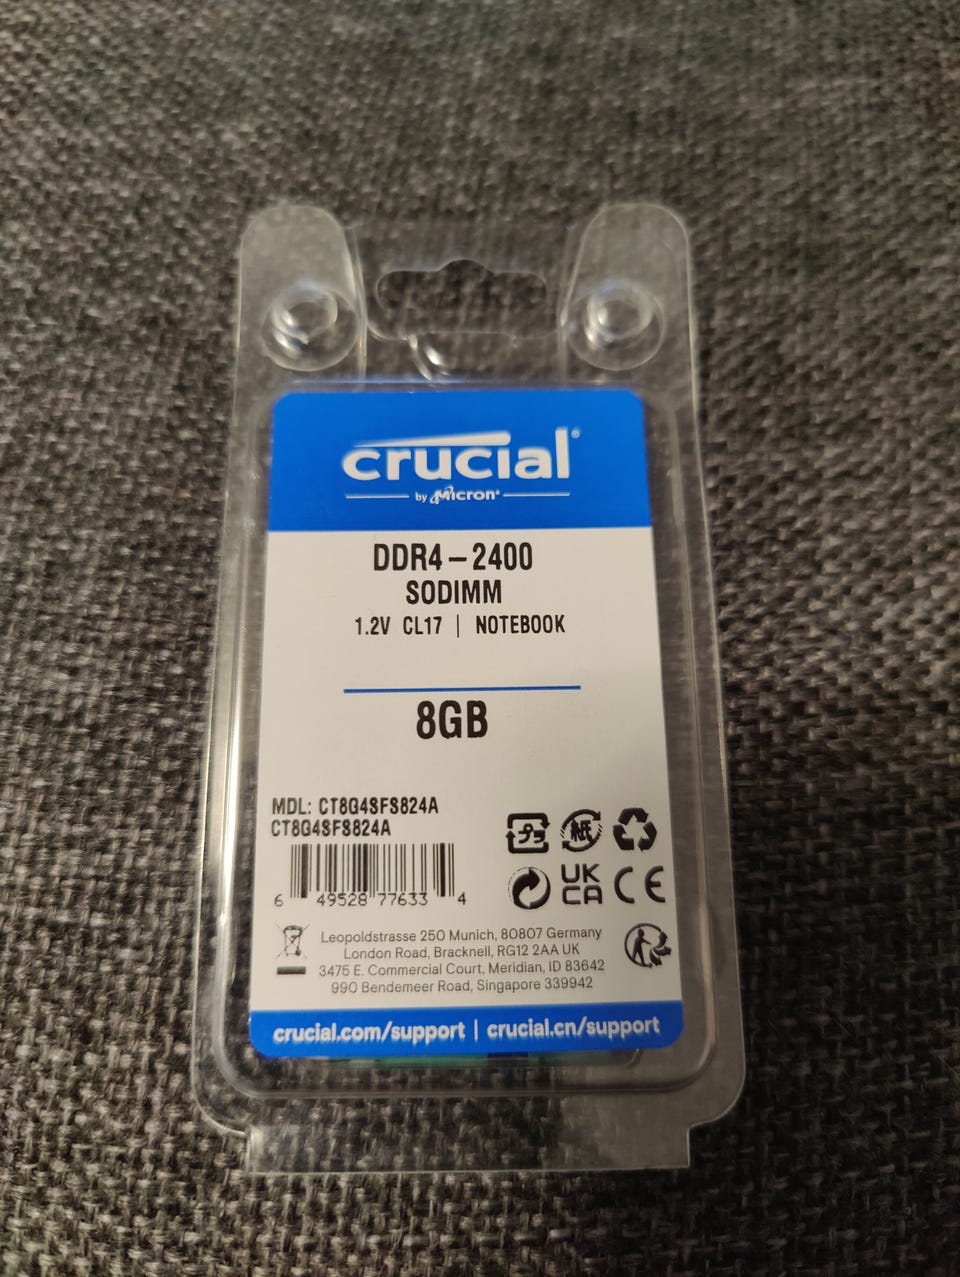 crucial®
by Micron®
DDR4–2400
SODIMM
1.2V CL17 | NOTEBOOK
8GB
MDL: CT8G4SFS824A
CT8G4SFS824A
6 49528 77633 4
UK
CA
CE
Leopoldstrasse 250 Munich, 80807 Germany
London Road, Bracknell, RG12 2AA UK
3475 E. Commercial Court, Meridian, ID 83642
990 Bendemeer Road, Singapore 339942
crucial.com/support | crucial.cn/support